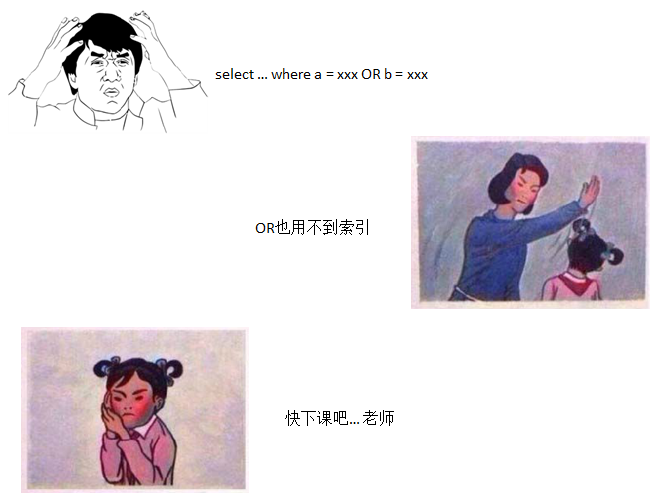 select ... where a = xxx OR b = xxx
OR也用不到索引
快下课吧... 老师